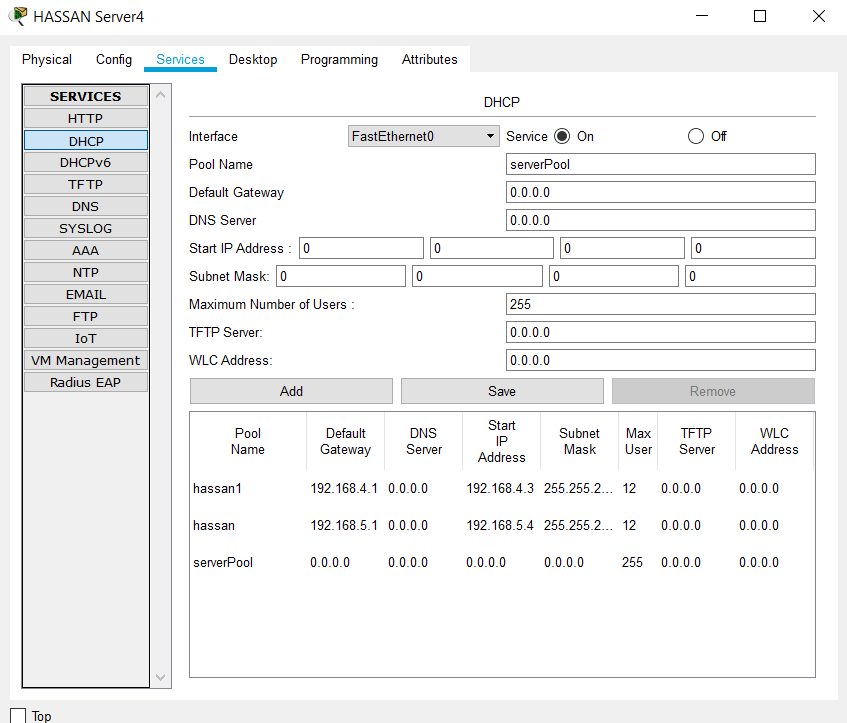 HASSAN Server4
Physical Config Services Desktop Programming Attributes
SERVICES
HTTP
DHCP
DHCPv6
TFTP
DNS
SYSLOG
AAA
NTP
EMAIL
FTP
IoT
VM Management
Radius EAP
DHCP
Interface FastEthernet0 Service On Off
Pool Name serverPool
Default Gateway 0.0.0.0
DNS Server 0.0.0.0
Start IP Address : 0 0 0 0
Subnet Mask: 0 0 0 0
Maximum Number of Users : 255
TFTP Server: 0.0.0.0
WLC Address: 0.0.0.0
Add Save Remove
Pool Name Default Gateway DNS Server Start IP Address Subnet Mask Max User TFTP Server WLC Address
hassan1 192.168.4.1 0.0.0.0 192.168.4.3 255.255.2... 12 0.0.0.0 0.0.0.0
hassan 192.168.5.1 0.0.0.0 192.168.5.4 255.255.2... 12 0.0.0.0 0.0.0.0
serverPool 0.0.0.0 0.0.0.0 0.0.0.0 0.0.0.0 255 0.0.0.0 0.0.0.0
Top